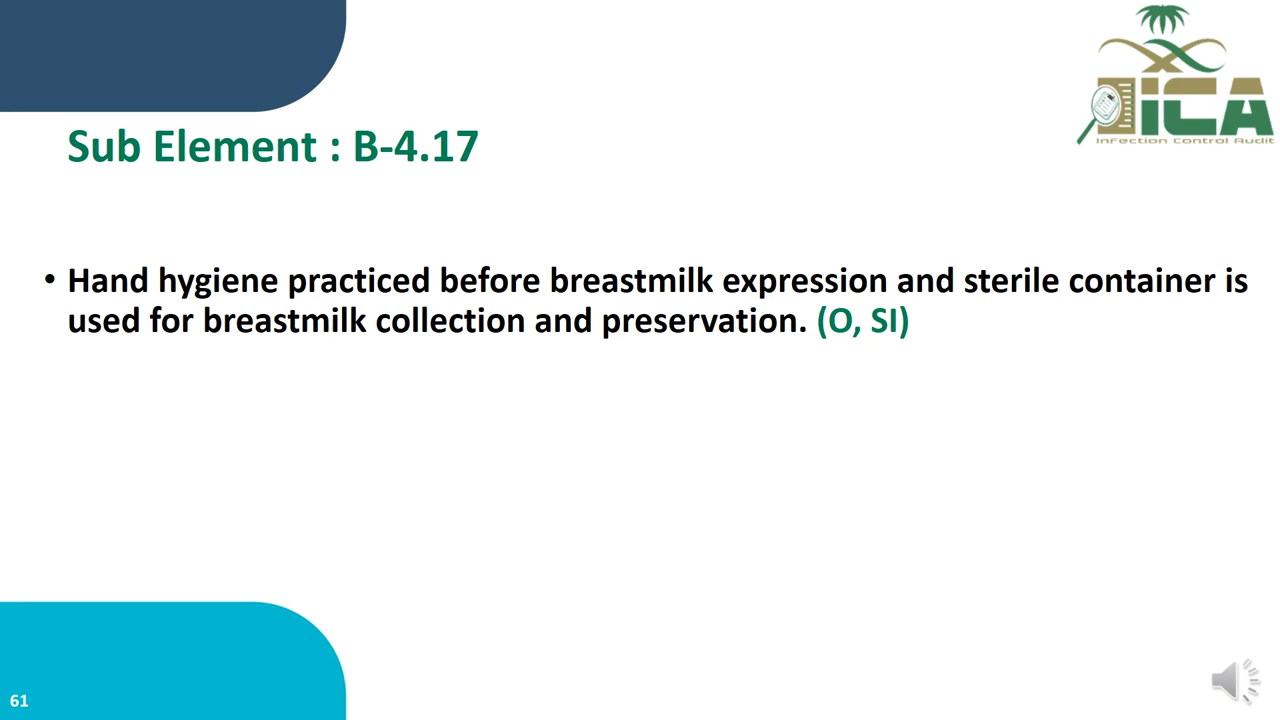 iCA
InFection Control Audit
Sub Element : B-4.17
• Hand hygiene practiced before breastmilk expression and sterile container is
used for breastmilk collection and preservation. (O, SI)
61